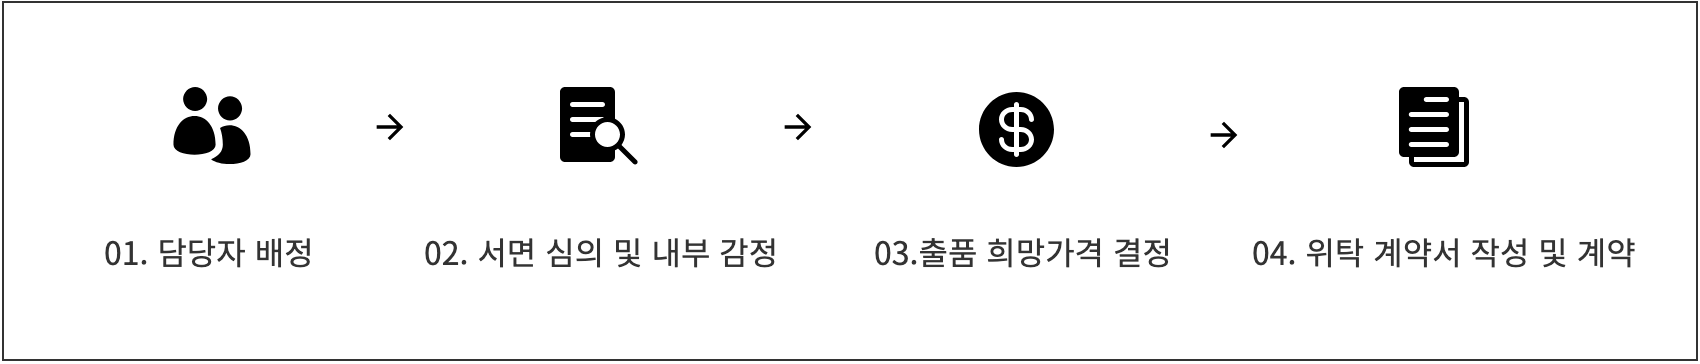 01. 담당자 배정
02. 서면 심의 및 내부 감정
03.출품 희망가격 결정
04. 위탁 계약서 작성 및 계약